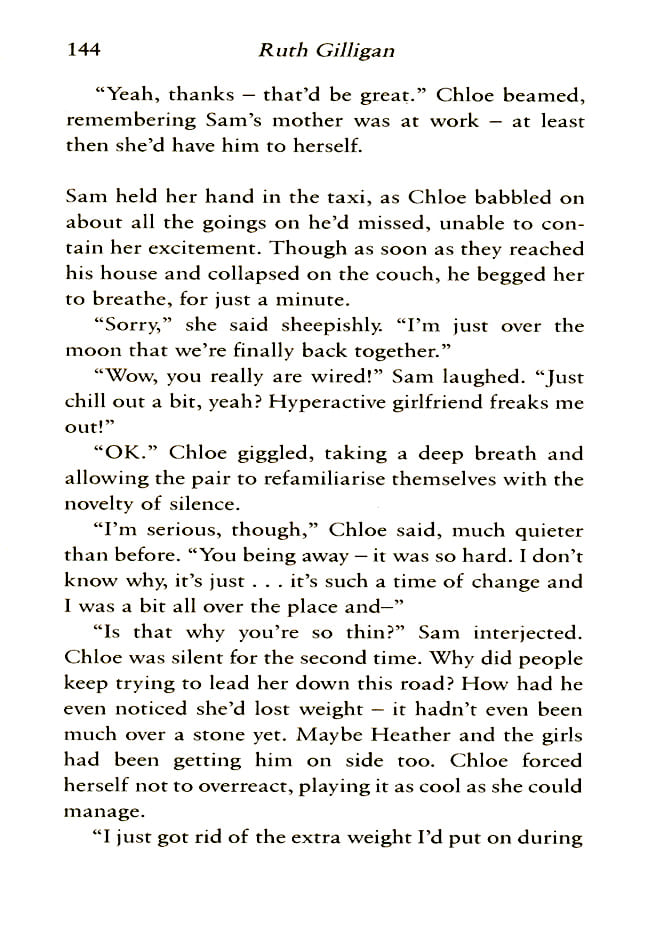 144 Ruth Gilligan
“Yeah, thanks – that’d be great.” Chloe beamed,
remembering Sam’s mother was at work – at least
then she’d have him to herself.
Sam held her hand in the taxi, as Chloe babbled on
about all the goings on he’d missed, unable to con-
tain her excitement. Though as soon as they reached
his house and collapsed on the couch, he begged her
to breathe, for just a minute.
“Sorry,” she said sheepishly. “I’m just over the
moon that we’re finally back together.”
“Wow, you really are wired!” Sam laughed. “Just
chill out a bit, yeah? Hyperactive girlfriend freaks me
out!”
“OK.” Chloe giggled, taking a deep breath and
allowing the pair to refamiliarise themselves with the
novelty of silence.
“I’m serious, though,” Chloe said, much quieter
than before. “You being away – it was so hard. I don’t
know why, it’s just . . . it’s such a time of change and
I was a bit all over the place and–”
“Is that why you’re so thin?” Sam interjected.
Chloe was silent for the second time. Why did people
keep trying to lead her down this road? How had he
even noticed she’d lost weight – it hadn’t even been
much over a stone yet. Maybe Heather and the girls
had been getting him on side too. Chloe forced
herself not to overreact, playing it as cool as she could
manage.
“I just got rid of the extra weight I’d put on during